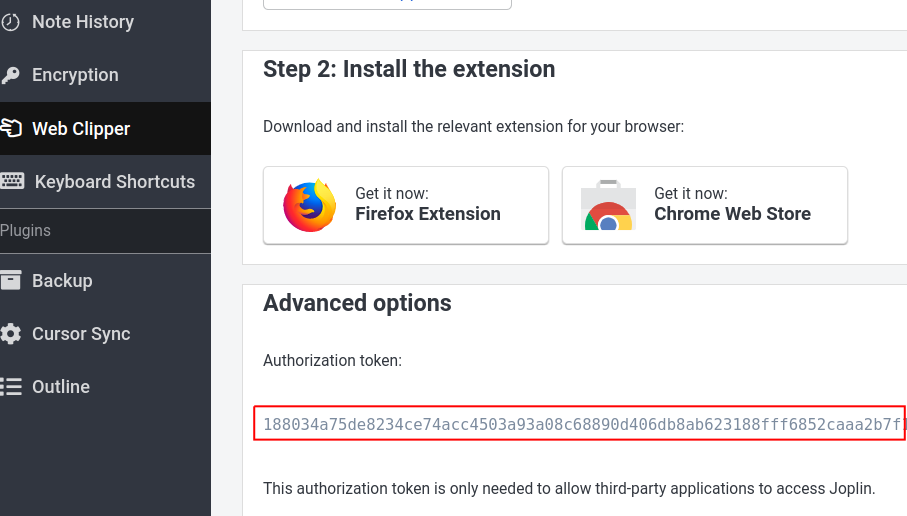 Note History
Encryption
Web Clipper
Keyboard Shortcuts
Plugins
Backup
Cursor Sync
Outline
Step 2: Install the extension
Download and install the relevant extension for your browser:
Get it now:
Firefox Extension
Get it now:
Chrome Web Store
Advanced options
Authorization token:
188034a75de8234ce74acc4503a93a08c68890d406db8ab623188fff6852caaa2b7f
This authorization token is only needed to allow third-party applications to access Joplin.